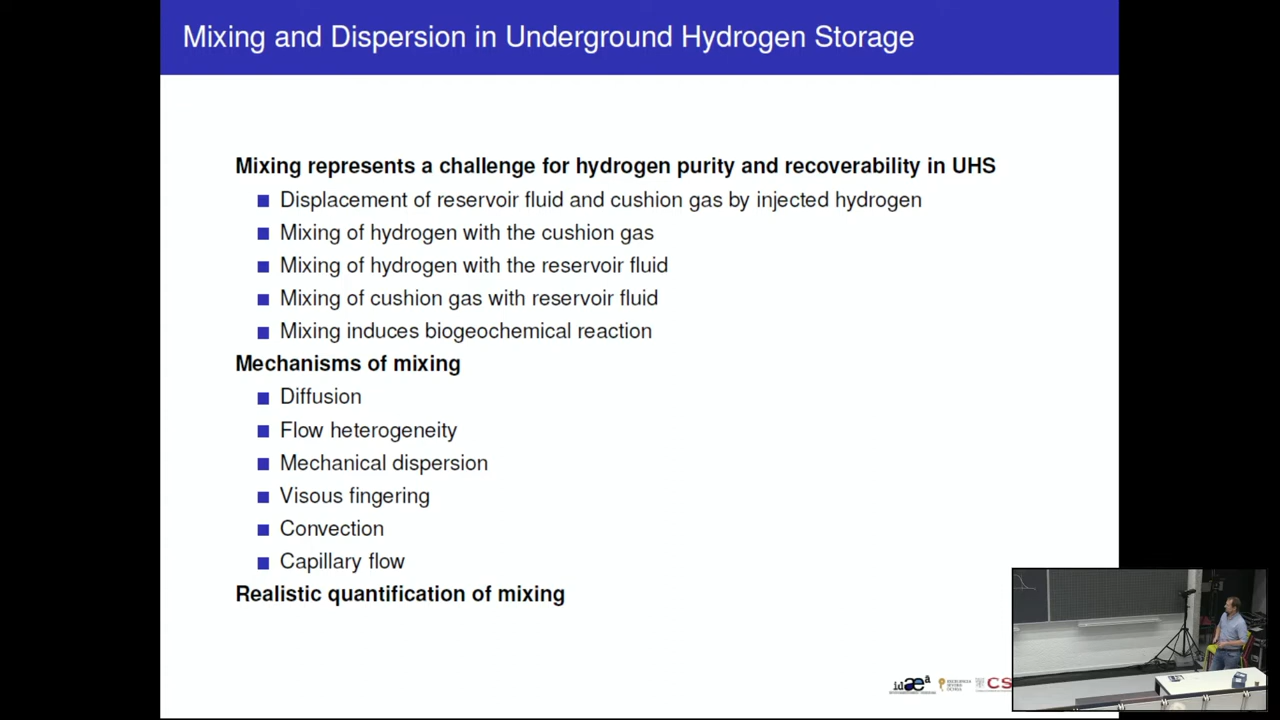 Mixing and Dispersion in Underground Hydrogen Storage
Mixing represents a challenge for hydrogen purity and recoverability in UHS
Displacement of reservoir fluid and cushion gas by injected hydrogen
Mixing of hydrogen with the cushion gas
Mixing of hydrogen with the reservoir fluid
Mixing of cushion gas with reservoir fluid
Mixing induces biogeochemical reaction
Mechanisms of mixing
Diffusion
Flow heterogeneity
Mechanical dispersion
Visous fingering
Convection
Capillary flow
Realistic quantification of mixing
idæa CS